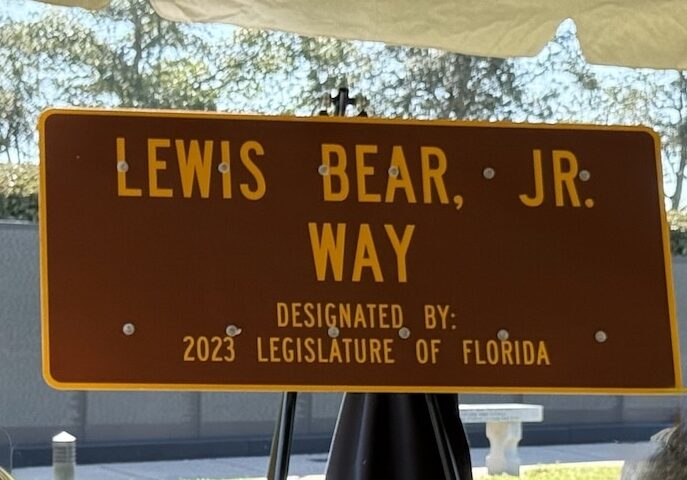 LEWIS BEAR, JR.
WAY
DESIGNATED BY:
2023 LEGISLATURE OF FLORIDA